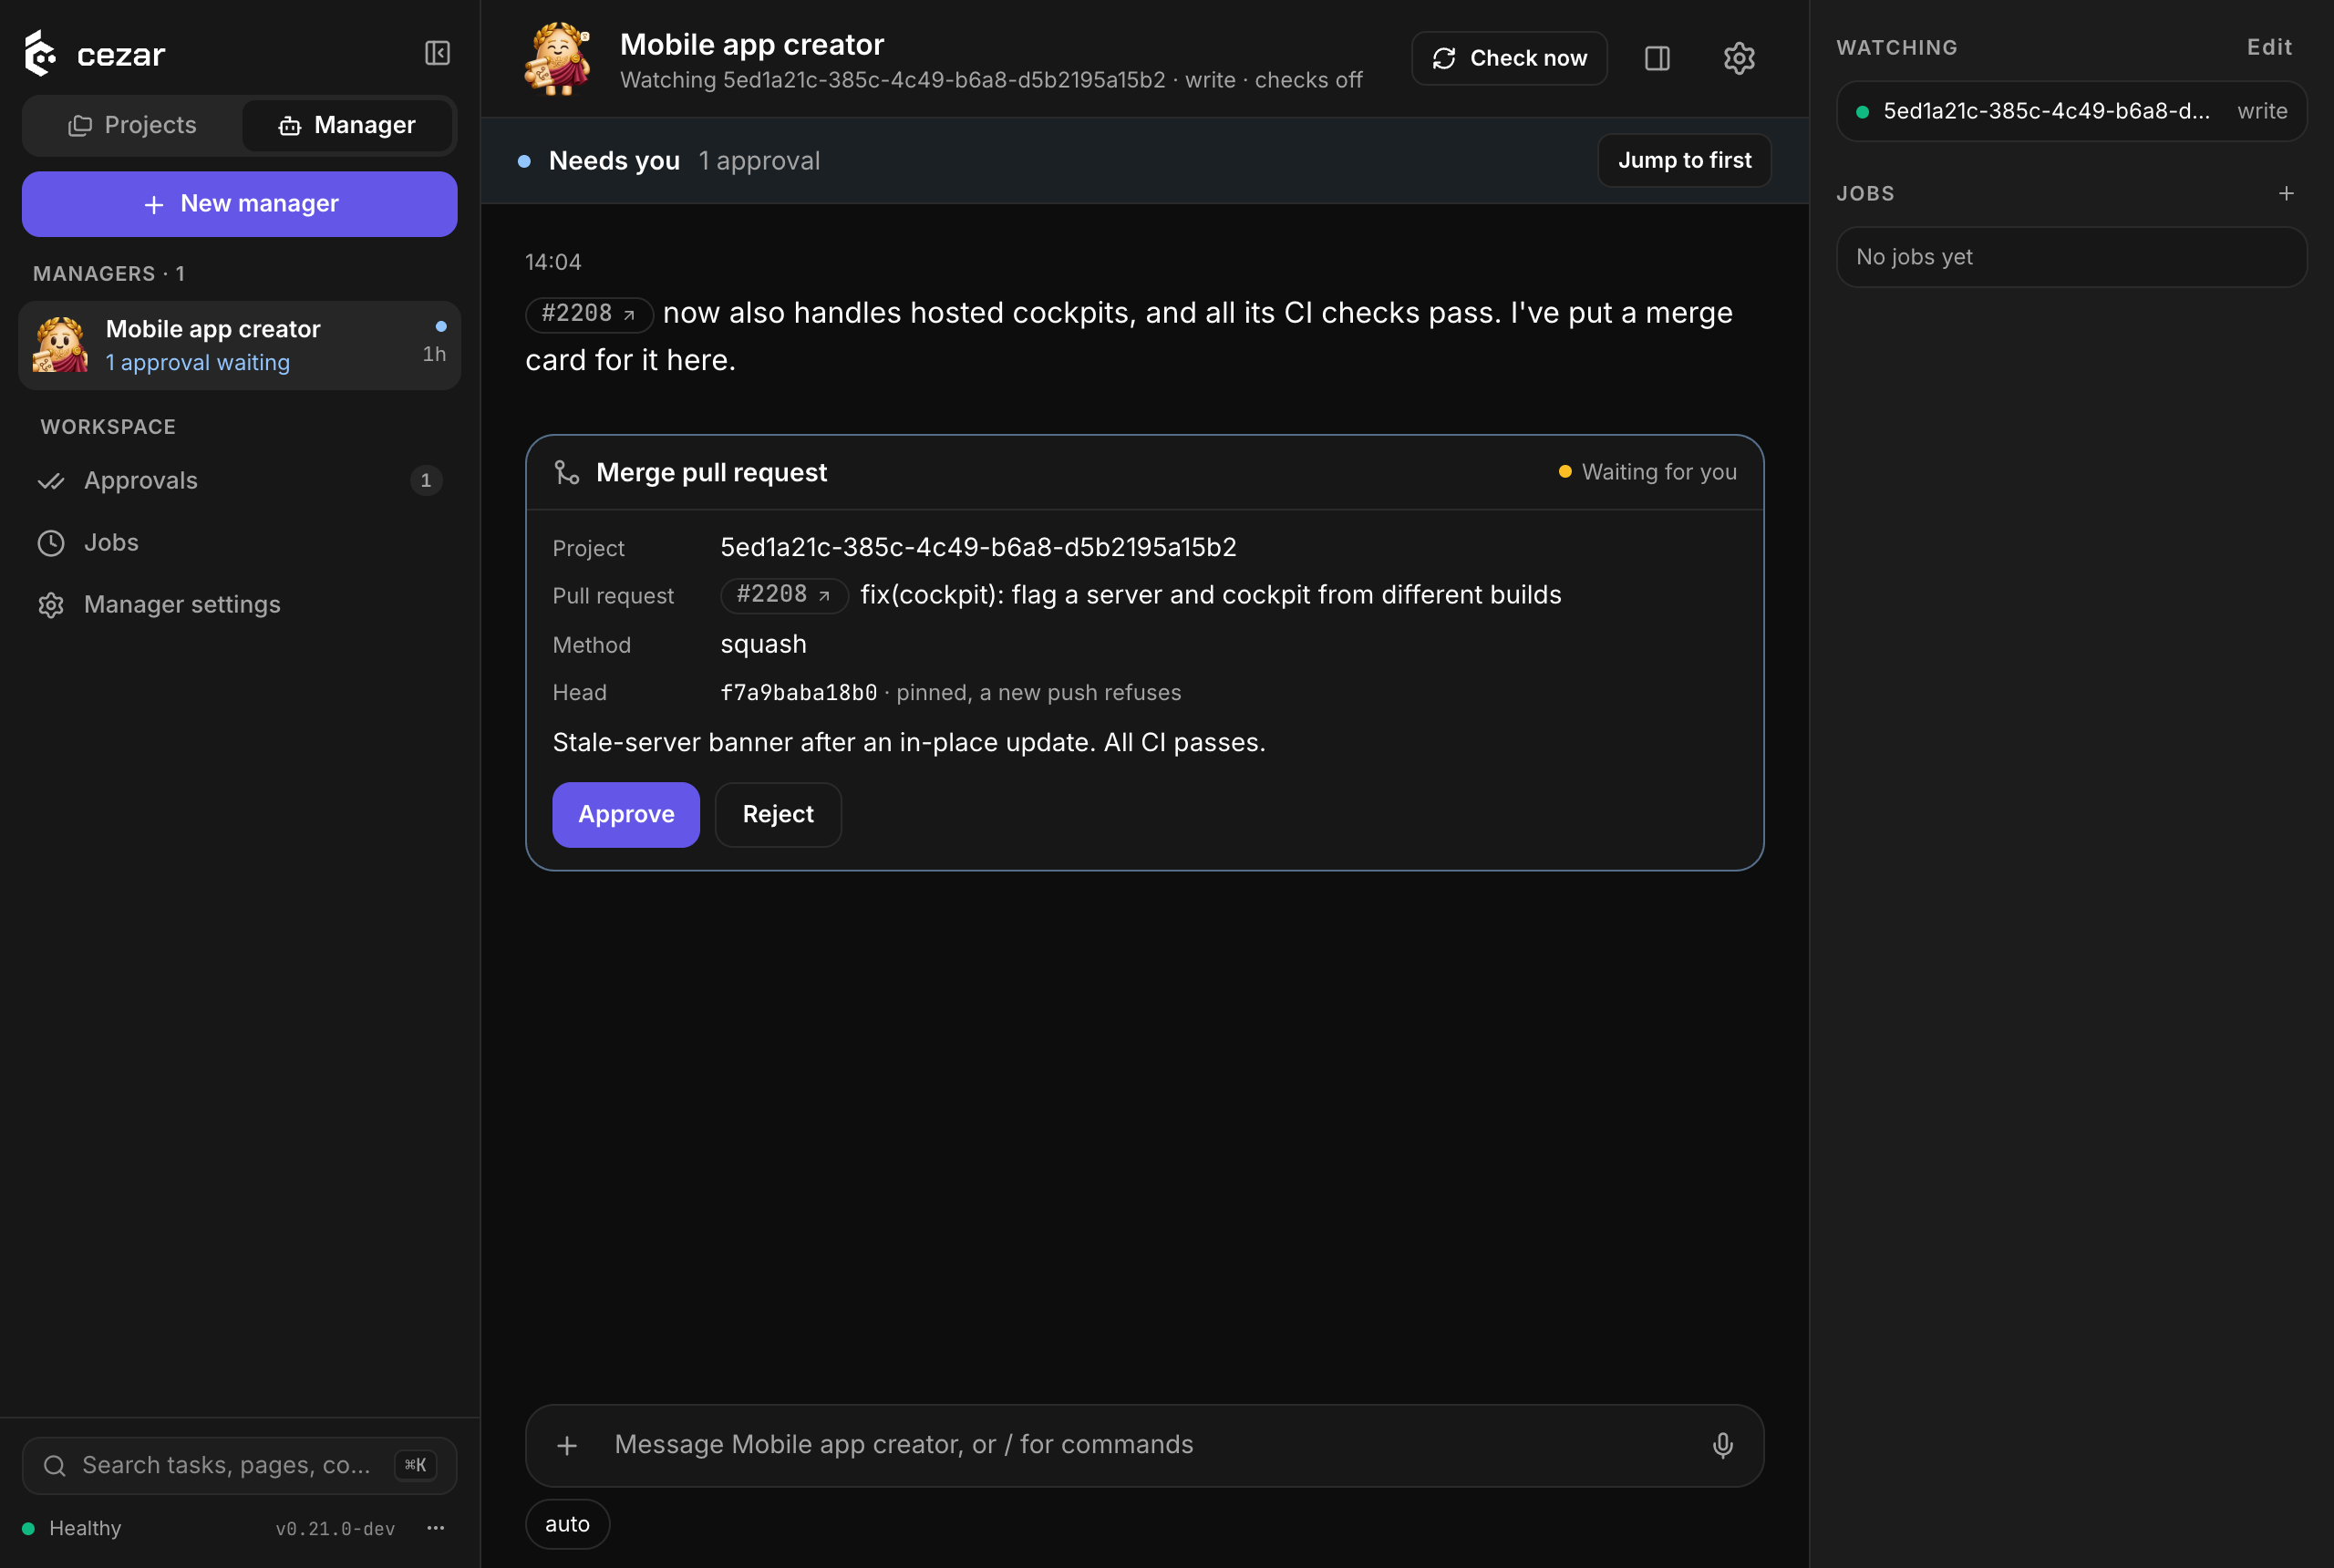 cezar
Projects
Manager
New manager
MANAGERS · 1
Mobile app creator
1 approval waiting
1h
WORKSPACE
Approvals
1
Jobs
Manager settings
Search tasks, pages, co...
⌘K
Healthy
v0.21.0-dev
Mobile app creator
Watching 5ed1a21c-385c-4c49-b6a8-d5b2195a15b2 · write · checks off
Check now
Needs you 1 approval
Jump to first
14:04
#2208 ↗ now also handles hosted cockpits, and all its CI checks pass. I've put a merge
card for it here.
Merge pull request
Waiting for you
Project 5ed1a21c-385c-4c49-b6a8-d5b2195a15b2
Pull request #2208 ↗ fix(cockpit): flag a server and cockpit from different builds
Method squash
Head f7a9baba18b0 · pinned, a new push refuses
Stale-server banner after an in-place update. All CI passes.
Approve
Reject
Message Mobile app creator, or / for commands
auto
WATCHING
Edit
5ed1a21c-385c-4c49-b6a8-d...
write
JOBS
No jobs yet